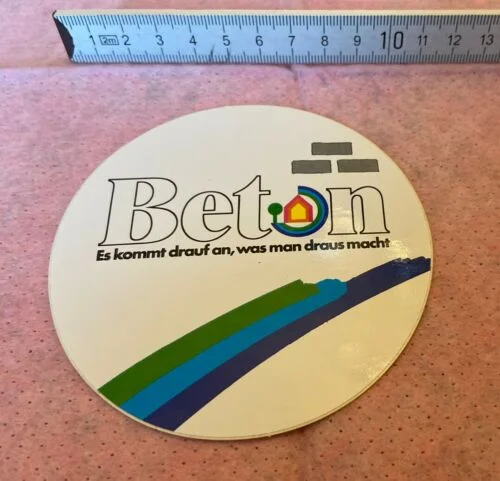 1 2m 2 3 4 5 6 7 8 9 10 11 12 13
Beton
Es kommt drauf an, was man draus macht